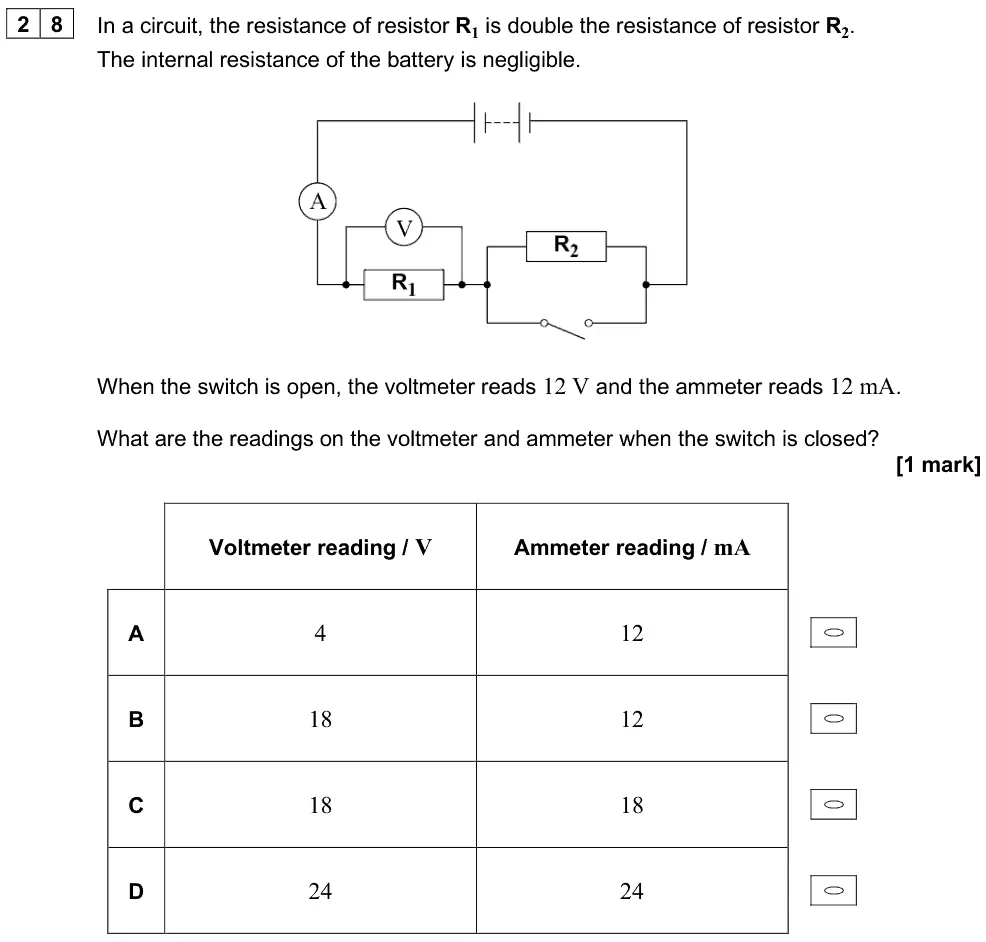 2 8 In a circuit, the resistance of resistor R₁ is double the resistance of resistor R₂.
The internal resistance of the battery is negligible.
A
V
R₁
R₂
When the switch is open, the voltmeter reads 12 V and the ammeter reads 12 mA.
What are the readings on the voltmeter and ammeter when the switch is closed?
[1 mark]
Voltmeter reading / V Ammeter reading / mA
A 4 12
B 18 12
C 18 18
D 24 24